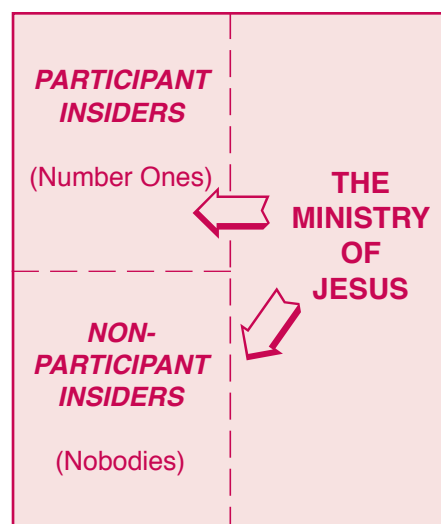 PARTICIPANT
INSIDERS
(Number Ones)
THE
MINISTRY
OF
JESUS
NON-
PARTICIPANT
INSIDERS
(Nobodies)